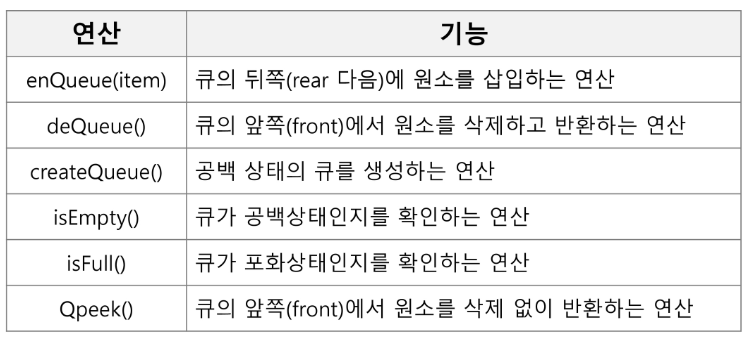 연산 기능
enQueue(item) 큐의 뒤쪽(rear 다음)에 원소를 삽입하는 연산
deQueue() 큐의 앞쪽(front)에서 원소를 삭제하고 반환하는 연산
createQueue() 공백 상태의 큐를 생성하는 연산
isEmpty() 큐가 공백상태인지를 확인하는 연산
isFull() 큐가 포화상태인지를 확인하는 연산
Qpeek() 큐의 앞쪽(front)에서 원소를 삭제 없이 반환하는 연산